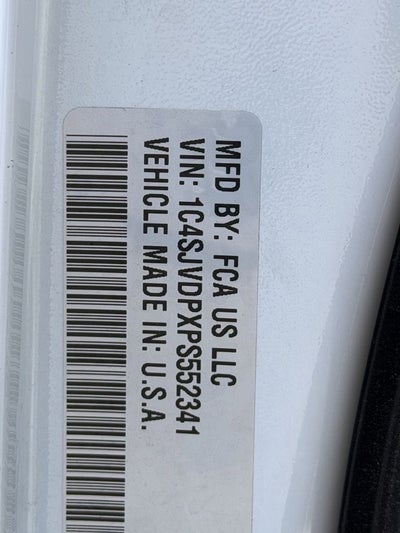 MFD BY: FCA US LLC
VIN: 1C4SJVDPXPS552341
VEHICLE MADE IN: U.S.A.